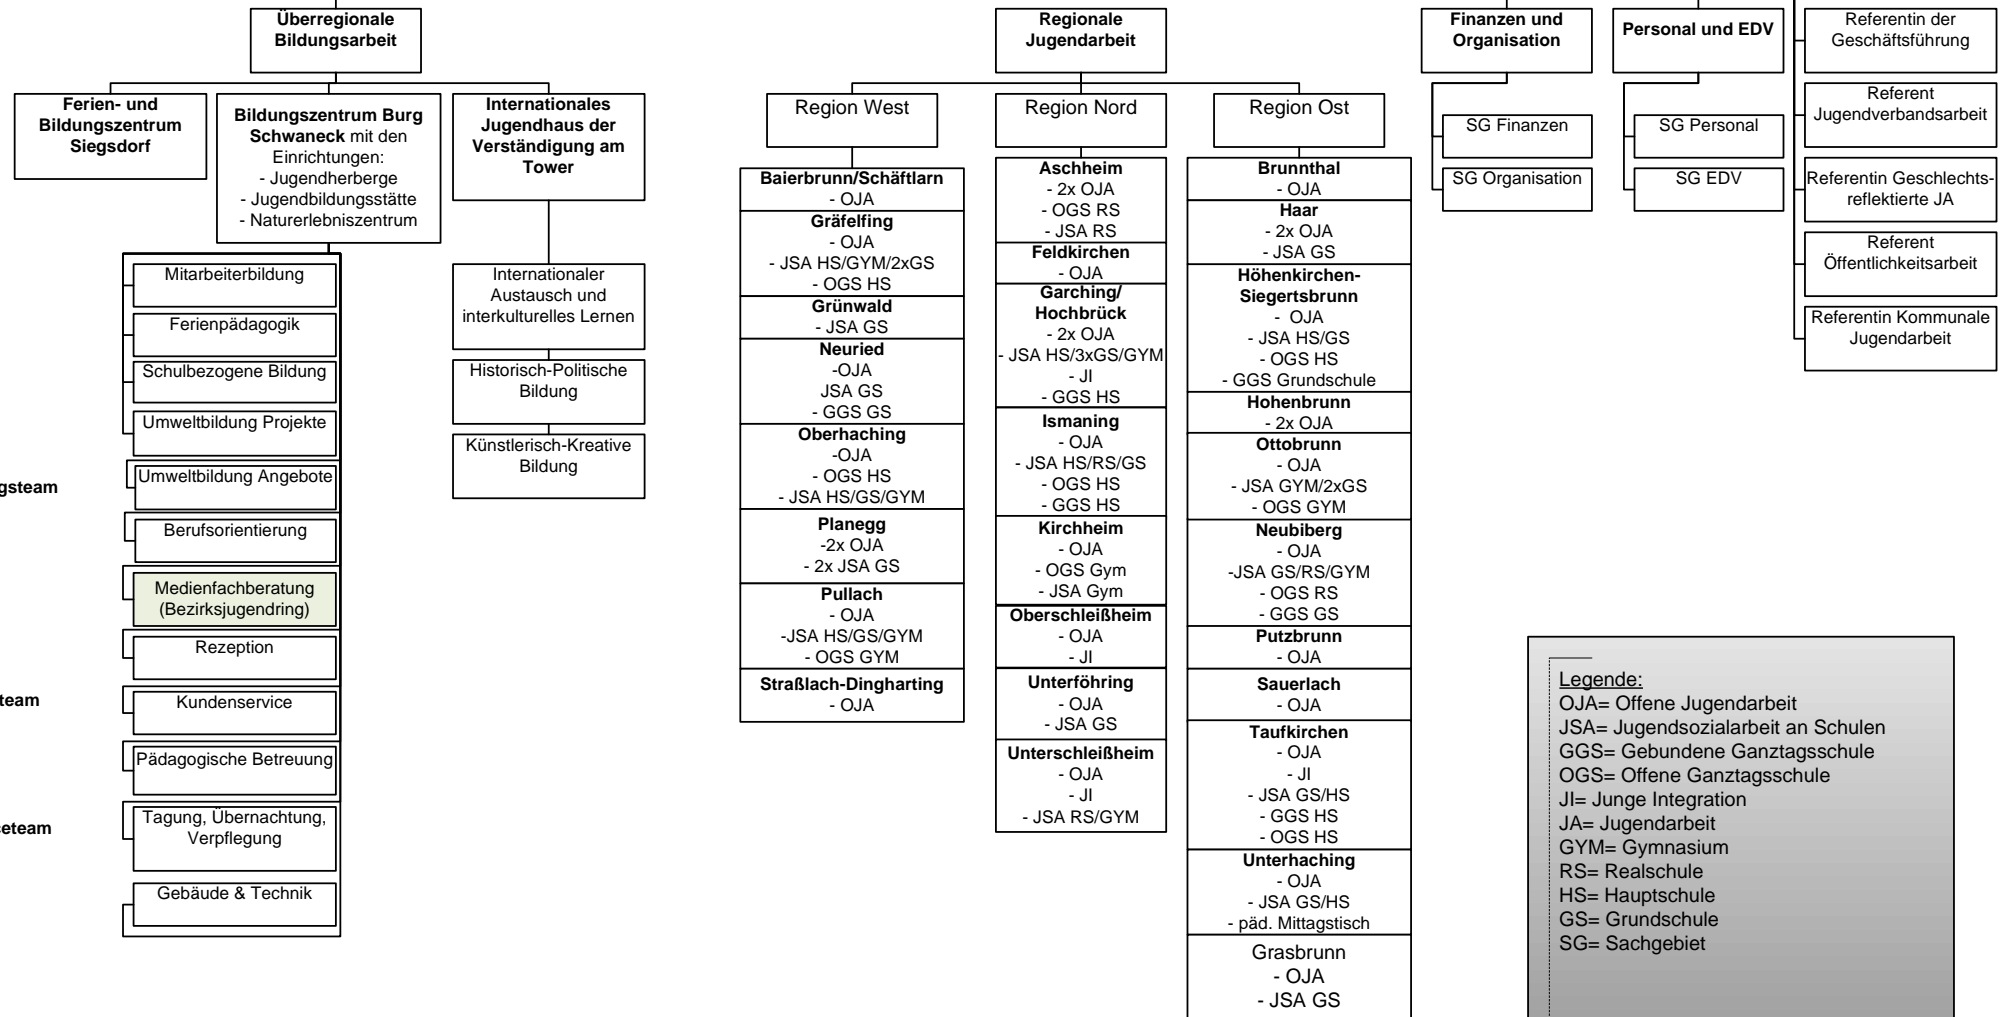 Überregionale
Bildungsarbeit
Ferien- und
Bildungszentrum
Siegsdorf
Bildungszentrum Burg
Schwaneck mit den
Einrichtungen:
- Jugendherberge
- Jugendbildungsstätte
- Naturerlebniszentrum
Internationales
Jugendhaus der
Verständigung am
Tower
Mitarbeiterbildung
Ferienpädagogik
Schulbezogene Bildung
Umweltbildung Projekte
gsteam
Umweltbildung Angebote
Berufsorientierung
Medienfachberatung
(Bezirksjugendring)
Rezeption
team
Kundenservice
Pädagogische Betreuung
eteam
Tagung, Übernachtung,
Verpflegung
Gebäude & Technik
Internationaler
Austausch und
interkulturelles Lernen
Historisch-Politische
Bildung
Künstlerisch-Kreative
Bildung
Regionale
Jugendarbeit
Region West
Baierbrunn/Schäftlarn
- OJA
Gräfelfing
- OJA
- JSA HS/GYM/2xGS
- OGS HS
Grünwald
- JSA GS
Neuried
-OJA
JSA GS
- GGS GS
Oberhaching
-OJA
- OGS HS
- JSA HS/GS/GYM
Planegg
-2x OJA
- 2x JSA GS
Pullach
- OJA
-JSA HS/GS/GYM
- OGS GYM
Straßlach-Dingharting
- OJA
Region Nord
Aschheim
- 2x OJA
- OGS RS
- JSA RS
Feldkirchen
- OJA
Garching/
Hochbrück
- 2x OJA
- JSA HS/3xGS/GYM
- JI
- GGS HS
Ismaning
- OJA
- JSA HS/RS/GS
- OGS HS
- GGS HS
Kirchheim
- OJA
- OGS Gym
- JSA Gym
Oberschleißheim
- OJA
- JI
Unterföhring
- OJA
- JSA GS
Unterschleißheim
- OJA
- JI
- JSA RS/GYM
Region Ost
Brunnthal
- OJA
Haar
- 2x OJA
- JSA GS
Höhenkirchen-
Siegertsbrunn
- OJA
- JSA HS/GS
- OGS HS
- GGS Grundschule
Hohenbrunn
- 2x OJA
Ottobrunn
- OJA
- JSA GYM/2xGS
- OGS GYM
Neubiberg
- OJA
-JSA GS/RS/GYM
- OGS RS
- GGS GS
Putzbrunn
- OJA
Sauerlach
- OJA
Taufkirchen
- OJA
- JI
- JSA GS/HS
- GGS HS
- OGS HS
Unterhaching
- OJA
- JSA GS/HS
- päd. Mittagstisch
Grasbrunn
- OJA
- JSA GS
Finanzen und
Organisation
SG Finanzen
SG Organisation
Personal und EDV
SG Personal
SG EDV
Referentin der
Geschäftsführung
Referent
Jugendverbandsarbeit
Referentin Geschlechts-
reflektierte JA
Referent
Öffentlichkeitsarbeit
Referentin Kommunale
Jugendarbeit
Legende:
OJA= Offene Jugendarbeit
JSA= Jugendsozialarbeit an Schulen
GGS= Gebundene Ganztagsschule
OGS= Offene Ganztagsschule
JI= Junge Integration
JA= Jugendarbeit
GYM= Gymnasium
RS= Realschule
HS= Hauptschule
GS= Grundschule
SG= Sachgebiet